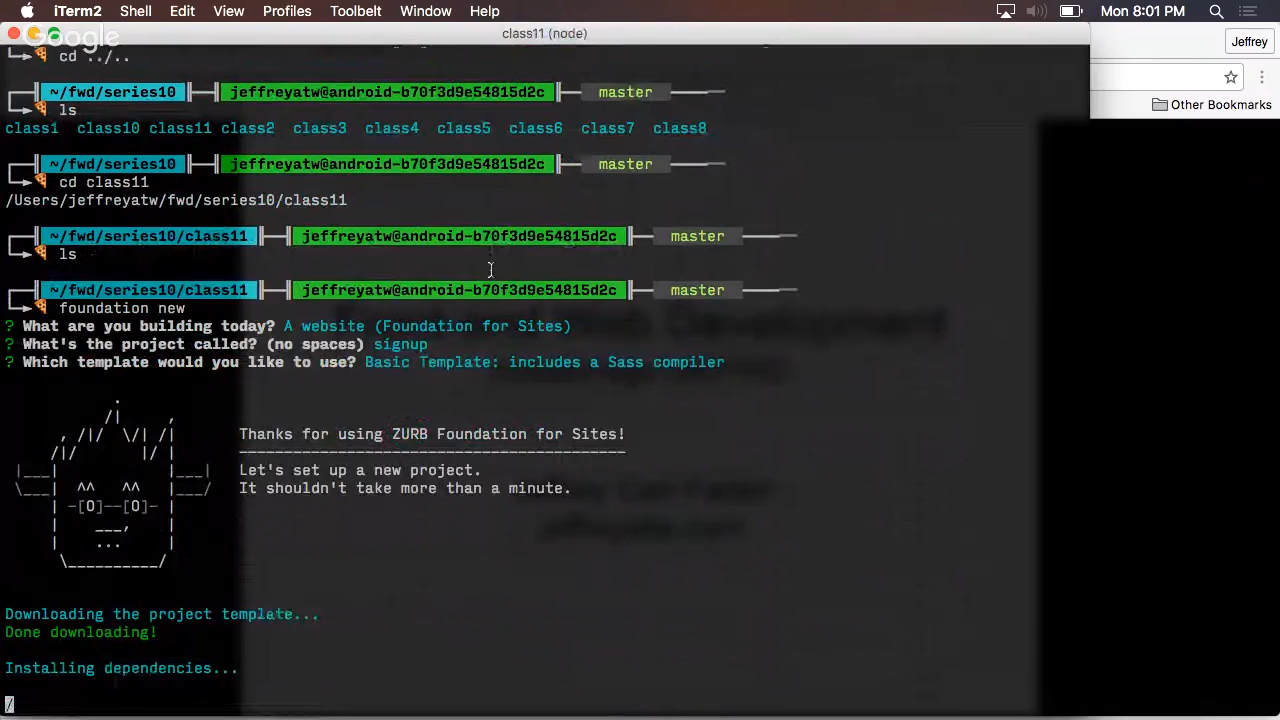 iTerm2 Shell Edit View Profiles Toolbelt Window Help Mon 8:01 PM
class11 (node)
Google
Jeffrey
Other Bookmarks
cd ../..
~/fwd/series10 jeffreyatw@android-b70f3d9e54815d2c master
ls
class1 class10 class11 class2 class3 class4 class5 class6 class7 class8
~/fwd/series10 jeffreyatw@android-b70f3d9e54815d2c master
cd class11
/Users/jeffreyatw/fwd/series10/class11
~/fwd/series10/class11 jeffreyatw@android-b70f3d9e54815d2c master
ls
~/fwd/series10/class11 jeffreyatw@android-b70f3d9e54815d2c master
foundation new
? What are you building today? A website (Foundation for Sites)
? What's the project called? (no spaces) signup
? Which template would you like to use? Basic Template: includes a Sass compiler
Thanks for using ZURB Foundation for Sites!
Let's set up a new project.
It shouldn't take more than a minute.
Downloading the project template...
Done downloading!
Installing dependencies...
/